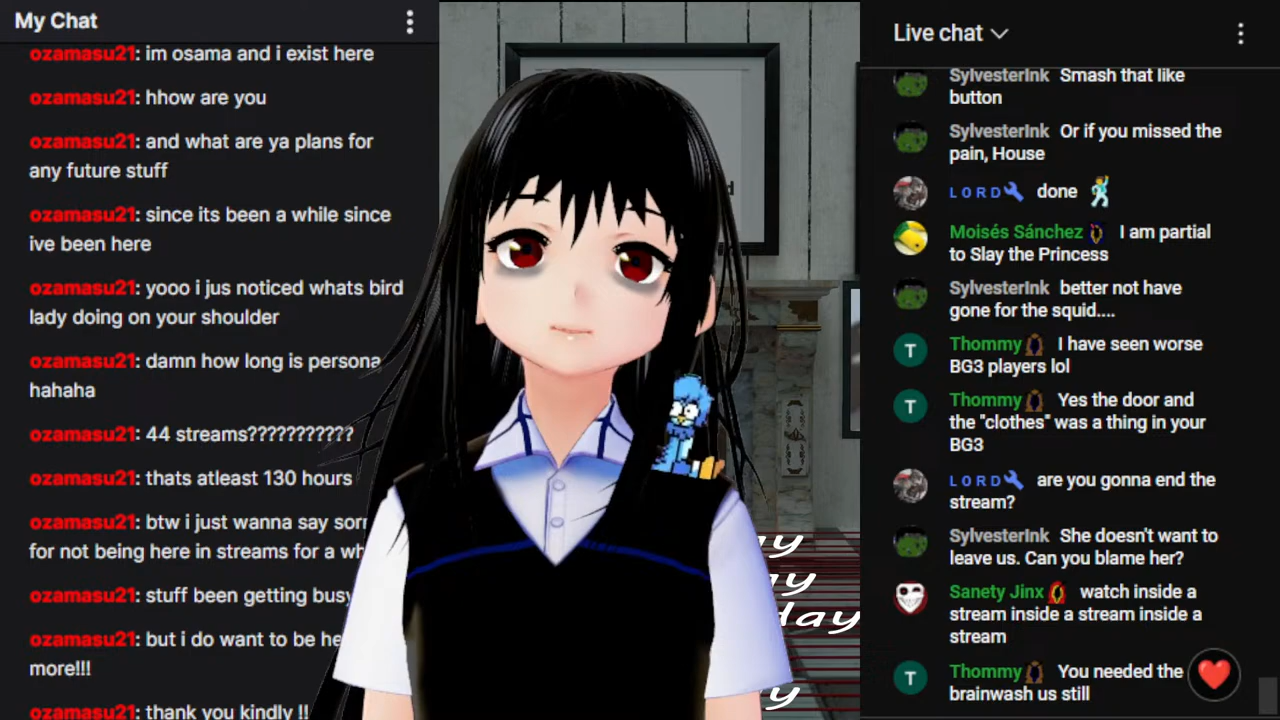 My Chat
ozamasu21: im osama and i exist here
ozamasu21: hhow are you
ozamasu21: and what are ya plans for
any future stuff
ozamasu21: since its been a while since
ive been here
ozamasu21: yooo i jus noticed whats bird
lady doing on your shoulder
ozamasu21: damn how long is persona
hahaha
ozamasu21: 44 streams???????????
ozamasu21: thats atleast 130 hours
ozamasu21: btw i just wanna say
for not being here in streams for a
ozamasu21: stuff been getting busy
ozamasu21: but i do want to be
more!!!
ozamasu21: thank you kindly !!
Live chat
SylvesterInk Smash that like
button
SylvesterInk Or if you missed the
pain, House
L O R D done
Moisés Sánchez I am partial
to Slay the Princess
SylvesterInk better not have
gone for the squid....
T
Thommy I have seen worse
BG3 players lol
T
Thommy Yes the door and
the "clothes" was a thing in your
BG3
L O R D are you gonna end the
stream?
SylvesterInk She doesn't want to
leave us. Can you blame her?
Sanety Jinx watch inside a
stream inside a stream inside a
stream
T
Thommy You needed the
brainwash us still